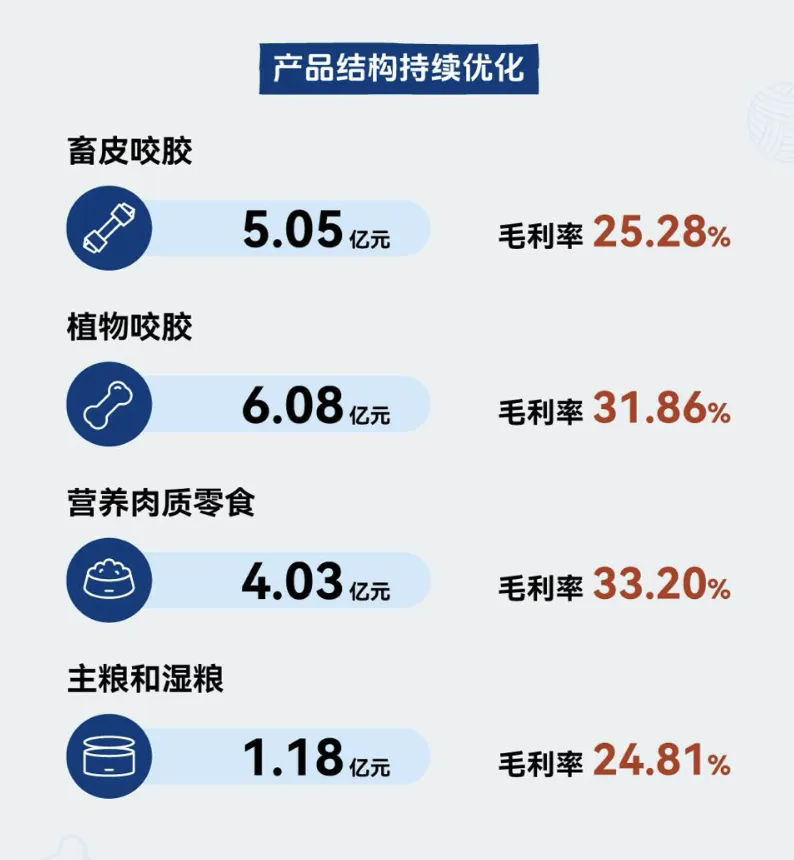 产品结构持续优化
畜皮咬胶
5.05亿元 毛利率 25.28%
植物咬胶
6.08亿元 毛利率 31.86%
营养肉质零食
4.03亿元 毛利率 33.20%
主粮和湿粮
1.18亿元 毛利率 24.81%